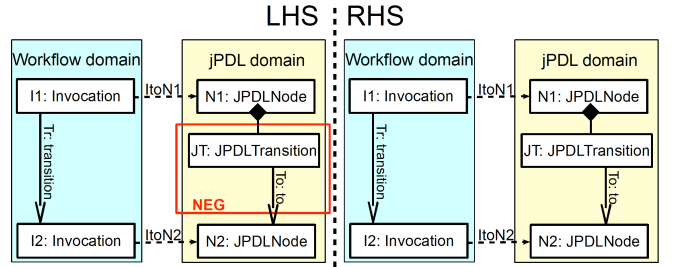 LHS RHS
Workflow domain
jPDL domain
I1: Invocation
ItoN1
N1: JPDLNode
Tr: transition
JT: JPDLTransition
To: to
NEG
I2: Invocation
ItoN2
N2: JPDLNode
Workflow domain
jPDL domain
I1: Invocation
ItoN1
N1: JPDLNode
Tr: transition
JT: JPDLTransition
To: to
I2: Invocation
ItoN2
N2: JPDLNode